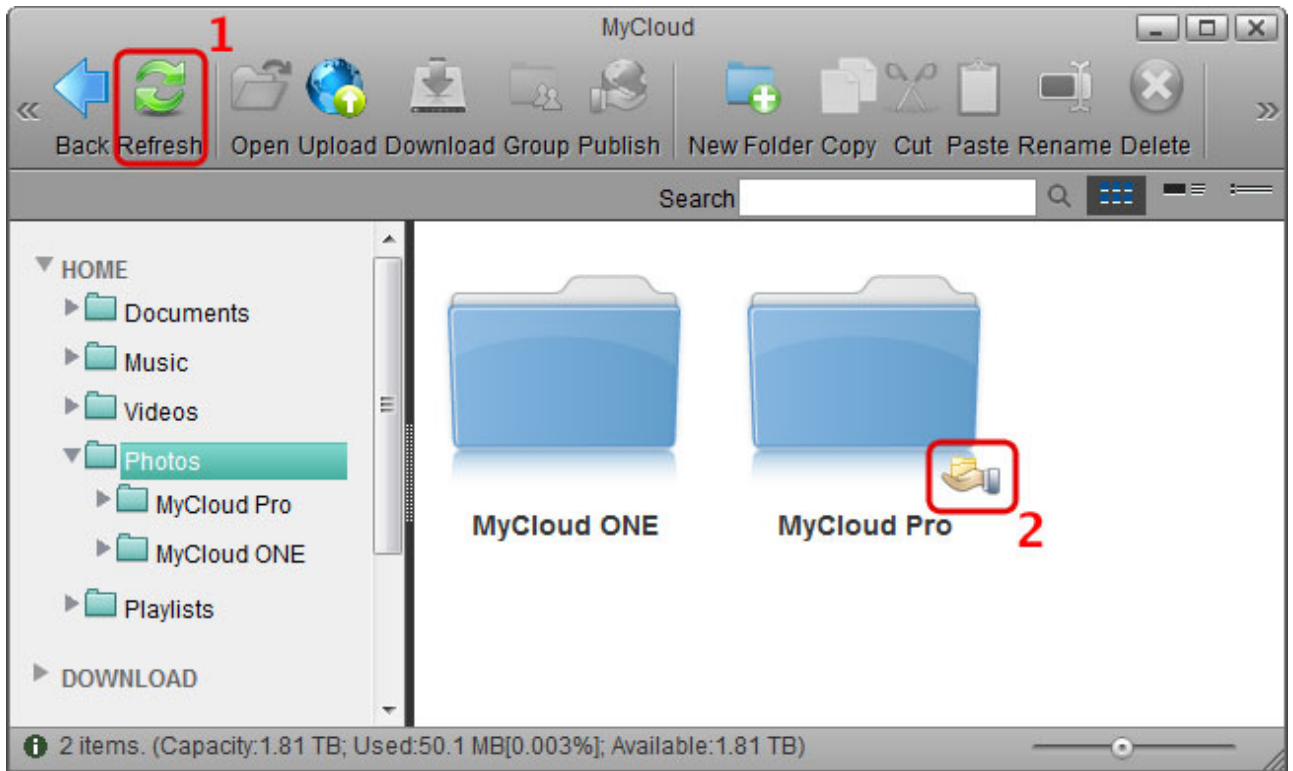 MyCloud
1
Back Refresh Open Upload Download Group Publish New Folder Copy Cut Paste Rename Delete
Search
HOME
Documents
Music
Videos
Photos
MyCloud Pro
MyCloud ONE
Playlists
DOWNLOAD
MyCloud ONE
MyCloud Pro
2
2 items. (Capacity:1.81 TB; Used:50.1 MB[0.003%]; Available:1.81 TB)